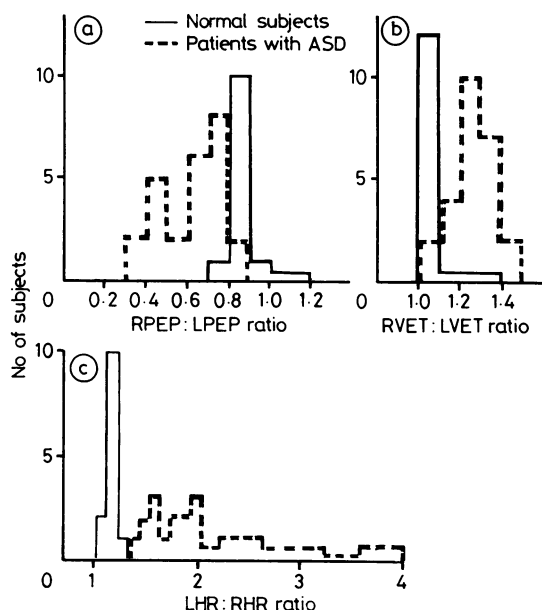 Normal subjects
Patients with ASD
a
10
5
0
0·2 0·4 0·6 0·8 1·0 1·2
RPEP : LPEP ratio
b
10
5
0
1·0 1·2 1·4
RVET : LVET ratio
No of subjects
c
10
5
0
1 2 3 4
LHR : RHR ratio